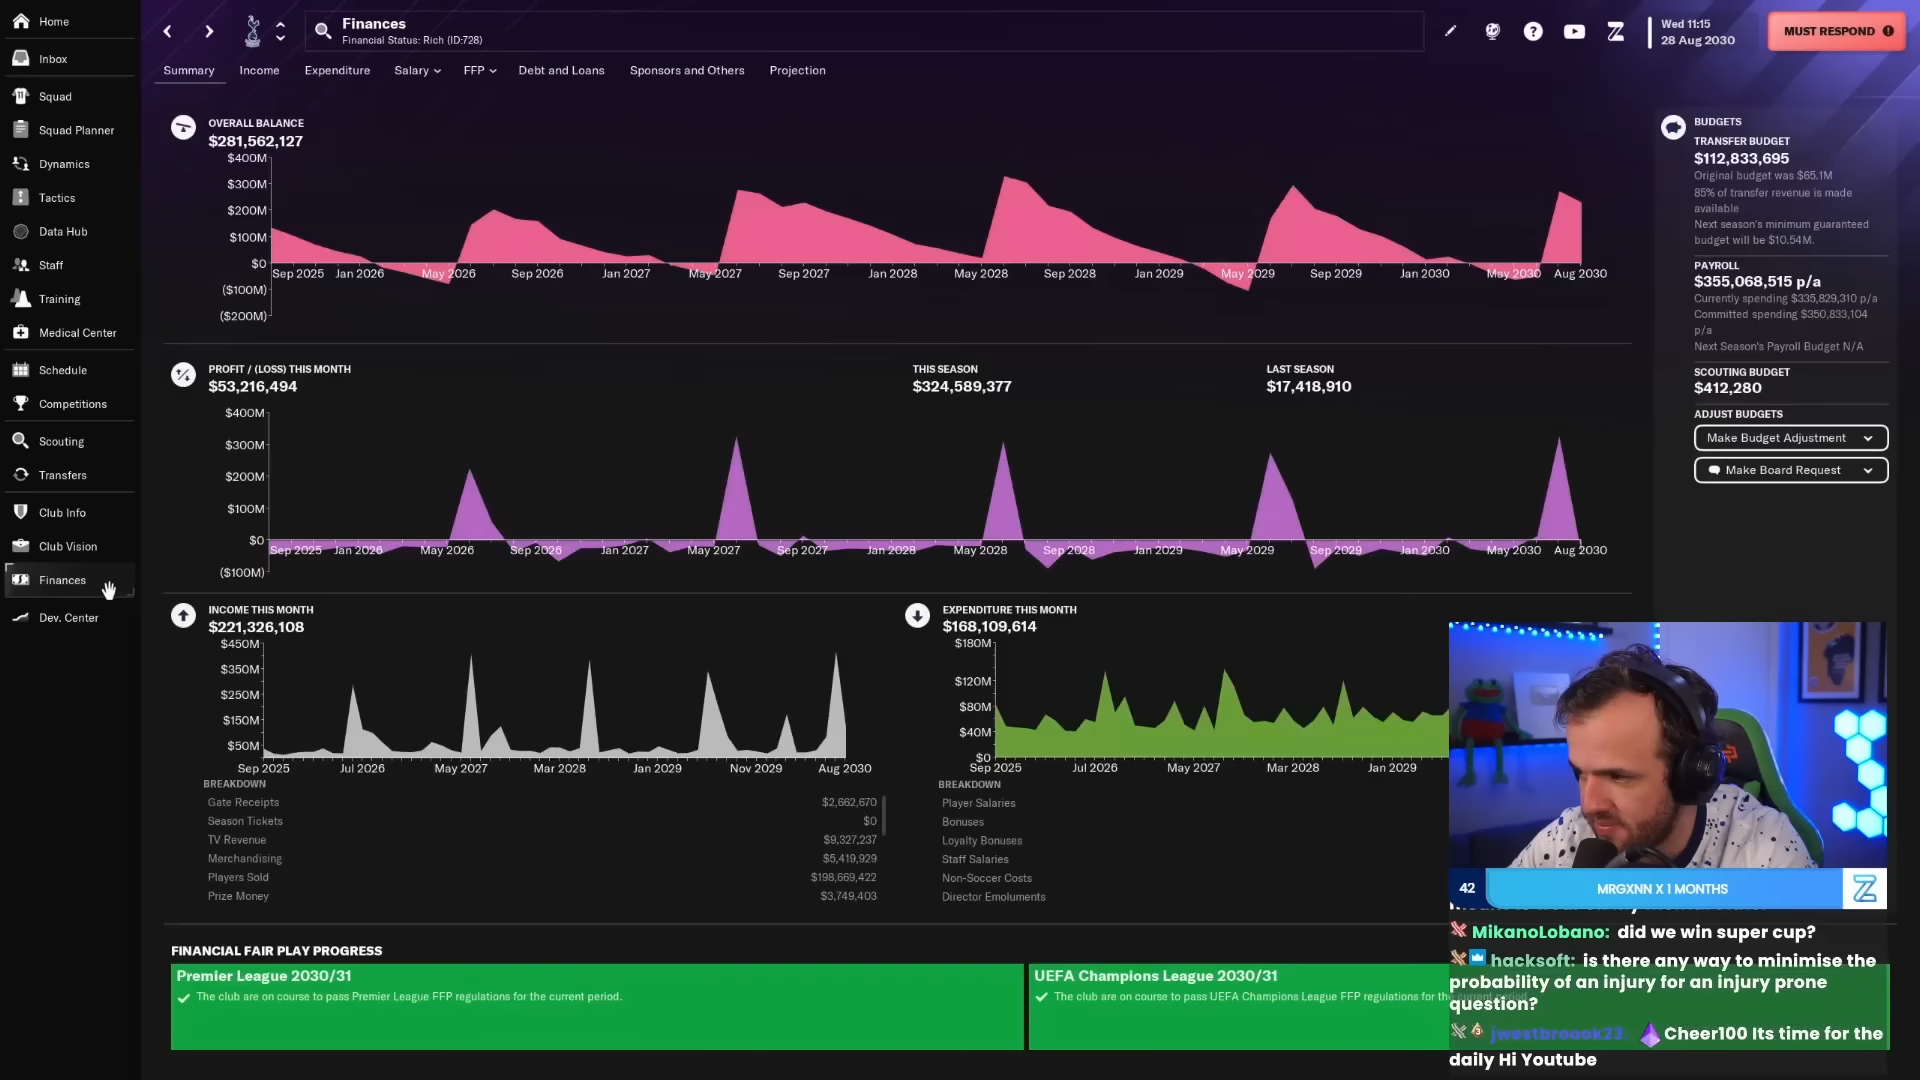 Home
Inbox
Squad
Squad Planner
Dynamics
Tactics
Data Hub
Staff
Training
Medical Center
Schedule
Competitions
Scouting
Transfers
Club Info
Club Vision
Finances
Dev. Center
Finances
Financial Status: Rich (ID:728)
Wed 11:15
28 Aug 2030
MUST RESPOND
Summary
Income
Expenditure
Salary
FFP
Debt and Loans
Sponsors and Others
Projection
OVERALL BALANCE
$281,562,127
$400M
$300M
$200M
$100M
$0
($100M)
($200M)
Sep 2025 Jan 2026 May 2026 Sep 2026 Jan 2027 May 2027 Sep 2027 Jan 2028 May 2028 Sep 2028 Jan 2029 May 2029 Sep 2029 Jan 2030 May 2030 Aug 2030
PROFIT / (LOSS) THIS MONTH
$53,216,494
THIS SEASON
$324,589,377
LAST SEASON
$17,418,910
$400M
$300M
$200M
$100M
$0
($100M)
Sep 2025 Jan 2026 May 2026 Sep 2026 Jan 2027 May 2027 Sep 2027 Jan 2028 May 2028 Sep 2028 Jan 2029 May 2029 Sep 2029 Jan 2030 May 2030 Aug 2030
INCOME THIS MONTH
$221,326,108
$450M
$350M
$250M
$150M
$50M
Sep 2025 Jul 2026 May 2027 Mar 2028 Jan 2029 Nov 2029 Aug 2030
BREAKDOWN
Gate Receipts $2,662,670
Season Tickets $0
TV Revenue $9,327,237
Merchandising $5,419,929
Players Sold $198,669,422
Prize Money $3,749,403
EXPENDITURE THIS MONTH
$168,109,614
$180M
$120M
$80M
$40M
$0
Sep 2025 Jul 2026 May 2027 Mar 2028 Jan 2029
BREAKDOWN
Player Salaries
Bonuses
Loyalty Bonuses
Staff Salaries
Non-Soccer Costs
Director Emoluments
FINANCIAL FAIR PLAY PROGRESS
Premier League 2030/31
The club are on course to pass Premier League FFP regulations for the current period.
UEFA Champions League 2030/31
The club are on course to pass UEFA Champions League FFP regulations for the current period.
BUDGETS
TRANSFER BUDGET
$112,833,695
Original budget was $65.1M
85% of transfer revenue is made
available
Next season's minimum guaranteed
budget will be $10.54M.
PAYROLL
$355,068,515 p/a
Currently spending $335,829,310 p/a
Committed spending $350,833,104
p/a
Next Season's Payroll Budget N/A
SCOUTING BUDGET
$412,280
ADJUST BUDGETS
Make Budget Adjustment
Make Board Request
42
MRGXNN X 1 MONTHS
MikanoLobano: did we win super cup?
hacksoft: is there any way to minimise the
probability of an injury for an injury prone
question?
jwestbroook23: Cheer100 Its time for the
daily Hi Youtube